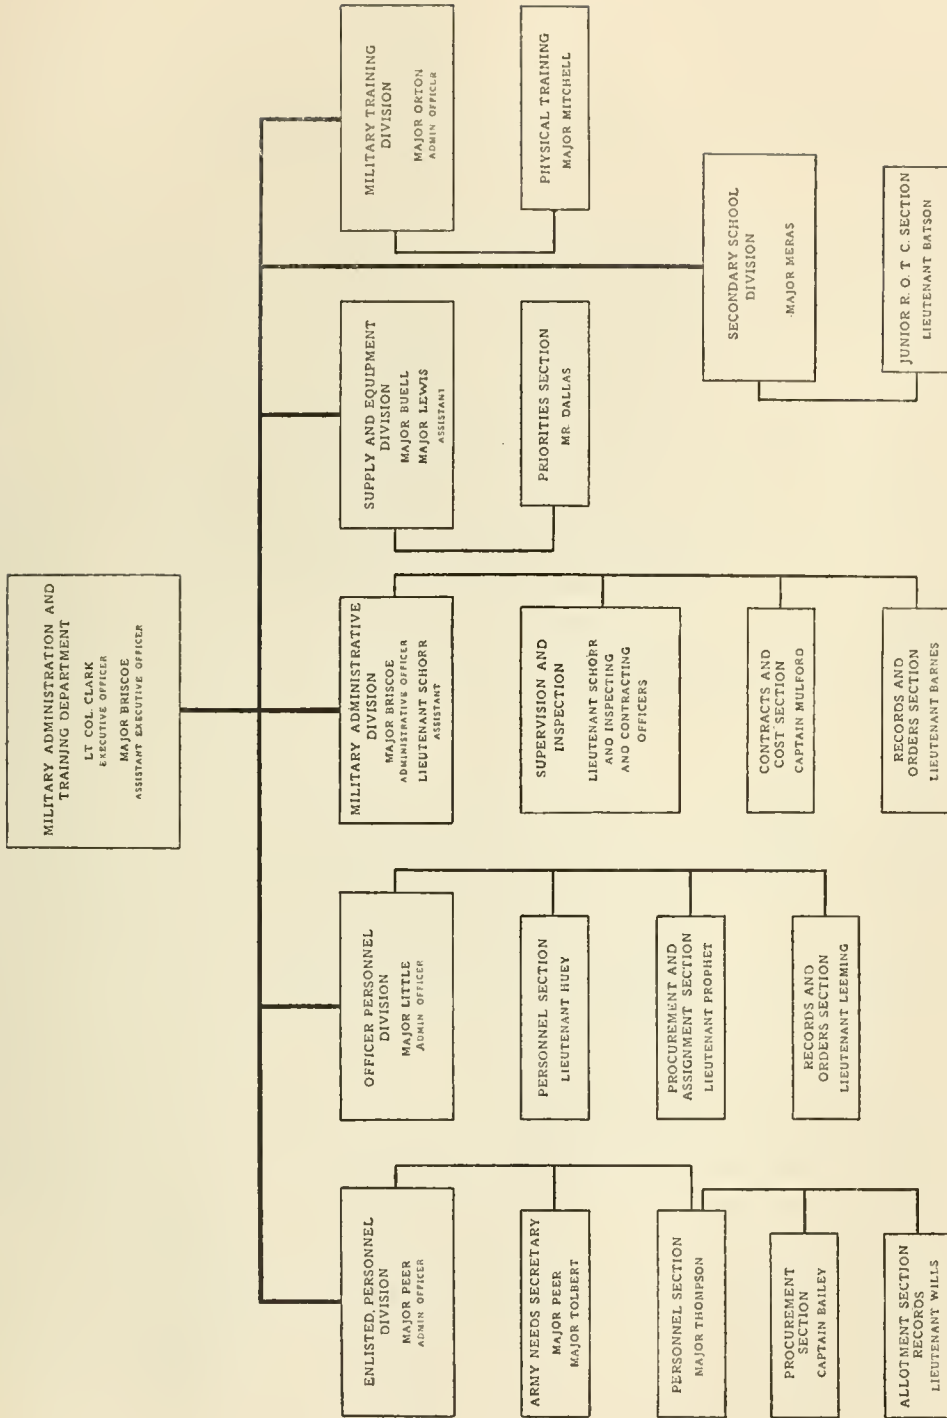 MILITARY ADMINISTRATION AND
TRAINING DEPARTMENT
LT COL. CLARK
EXECUTIVE OFFICER
MAJOR BRISCOE
ASSISTANT EXECUTIVE OFFICER
ENLISTED PERSONNEL
DIVISION
MAJOR PEER
ADMIN OFFICER
ARMY NEEDS SECRETARY
MAJOR PEER
MAJOR TOLBERT
PERSONNEL SECTION
MAJOR THOMPSON
PROCUREMENT
SECTION
CAPTAIN BAILEY
ALLOTMENT SECTION
RECORDS
LIEUTENANT WILLS
OFFICER PERSONNEL
DIVISION
MAJOR LITTLE
ADMIN OFFICER
PERSONNEL SECTION
LIEUTENANT HUEY
PROCUREMENT AND
ASSIGNMENT SECTION
LIEUTENANT PROPHET
RECORDS AND
ORDERS SECTION
LIEUTENANT LEEMING
MILITARY ADMINISTRATIVE
DIVISION
MAJOR BRISCOE
ADMINISTRATIVE OFFICER
LIEUTENANT SCHORR
ASSISTANT
SUPERVISION AND
INSPECTION
LIEUTENANT SCHORR
AND INSPECTING
AND CONTRACTING
OFFICERS
CONTRACTS AND
COST SECTION
CAPTAIN MULFORD
RECORDS AND
ORDERS SECTION
LIEUTENANT BARNES
SUPPLY AND EQUIPMENT
DIVISION
MAJOR BUELL
MAJOR LEWIS
ASSISTANT
PRIORITIES SECTION
MR. DALLAS
MILITARY TRAINING
DIVISION
MAJOR ORTON
ADMIN OFFICER
PHYSICAL TRAINING
MAJOR MITCHELL
SECONDARY SCHOOL
DIVISION
MAJOR MERAS
JUNIOR R. O. T. C. SECTION
LIEUTENANT BATSON